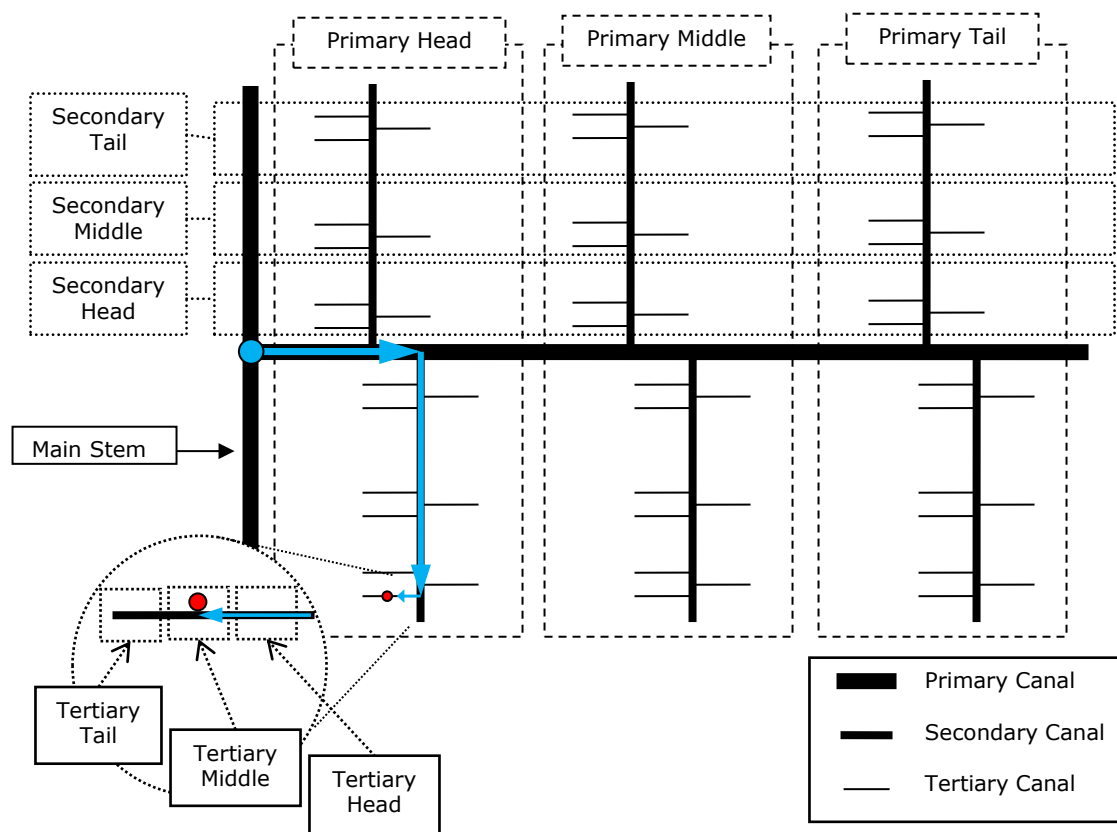 Primary Head
Primary Middle
Primary Tail
Secondary
Tail
Secondary
Middle
Secondary
Head
Main Stem
Tertiary
Tail
Tertiary
Middle
Tertiary
Head
Primary Canal
Secondary Canal
Tertiary Canal